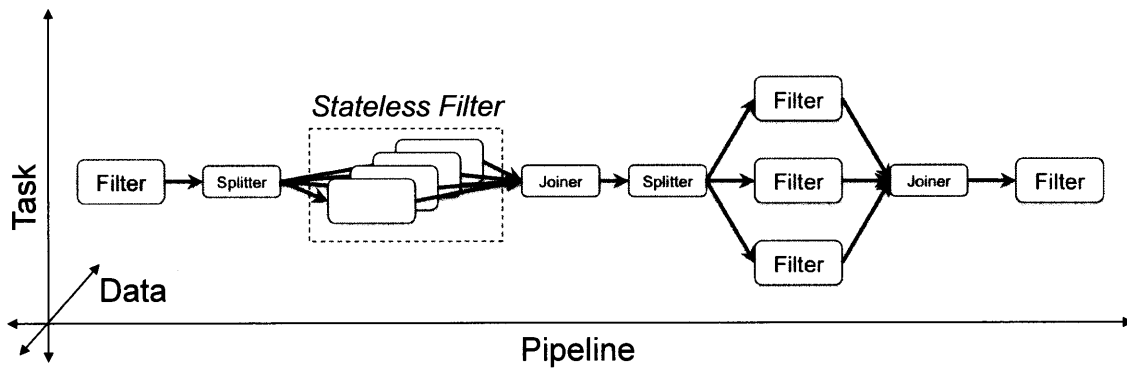 Stateless Filter
Filter
Splitter
Joiner
Splitter
Filter
Filter
Filter
Joiner
Filter
Task
Data
Pipeline